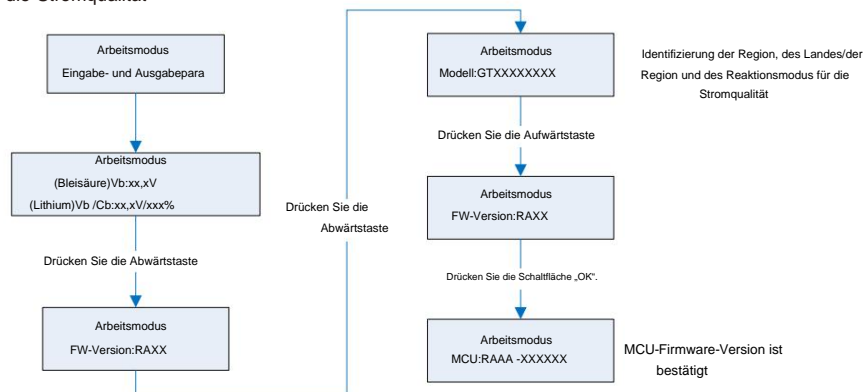 die Stromqualität
Arbeitsmodus
Eingabe- und Ausgabepara
Arbeitsmodus
(Bleisäure)Vb:xx,xV
(Lithium)Vb /Cb:xx,xV/xxx%
Drücken Sie die Abwärtstaste
Arbeitsmodus
FW-Version:RAXX
Drücken Sie die
Abwärtstaste
Arbeitsmodus
Modell:GTXXXXXXXX
Identifizierung der Region, des Landes/der
Region und des Reaktionsmodus für die
Stromqualität
Drücken Sie die Aufwärtstaste
Arbeitsmodus
FW-Version:RAXX
Drücken Sie die Schaltfläche „OK“.
Arbeitsmodus
MCU:RAAA -XXXXXX
MCU-Firmware-Version ist
bestätigt